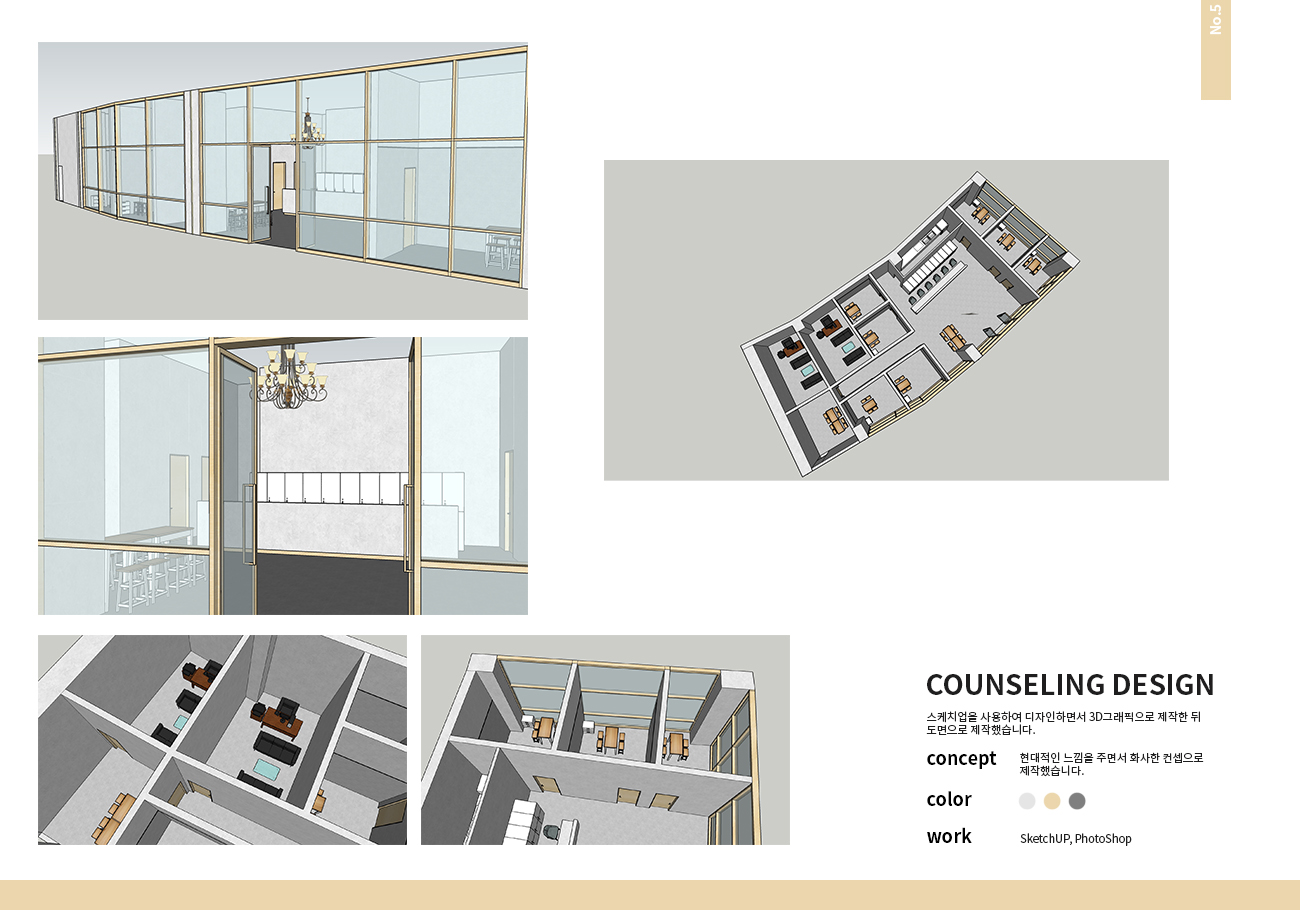 No.5
COUNSELING DESIGN
스케치업을 사용하여 디자인하면서 3D그래픽으로 제작한 뒤
도면으로 제작했습니다.
concept
현대적인 느낌을 주면서 화사한 컨셉으로
제작했습니다.
color
work
SketchUP, PhotoShop